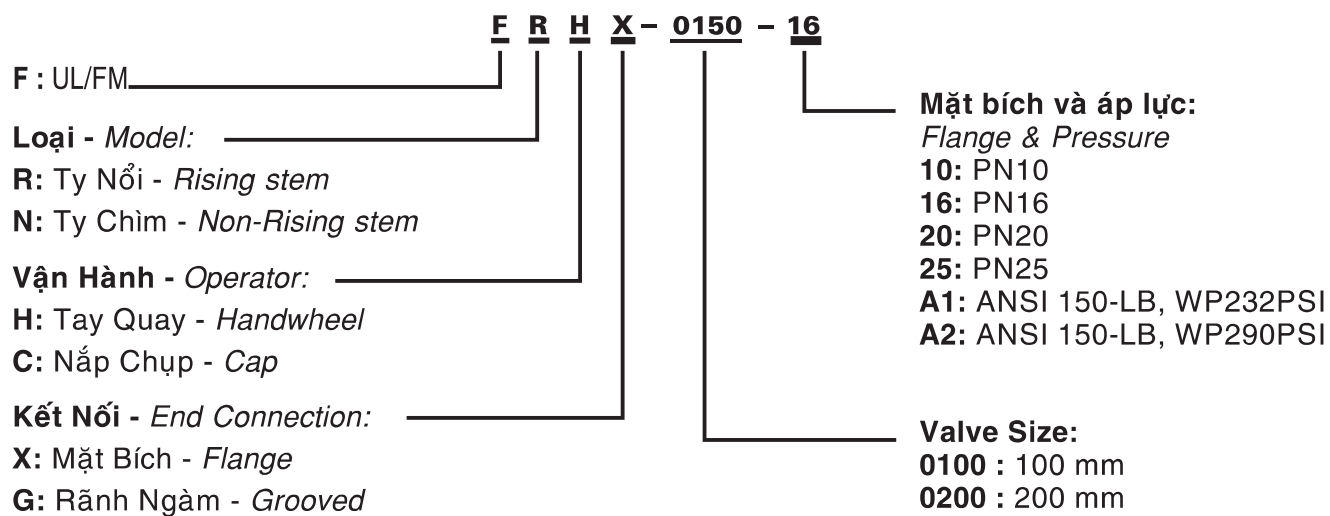 F R H X – 0150 – 16
F : UL/FM
Loại - Model:
R: Ty Nổi - Rising stem
N: Ty Chìm - Non-Rising stem
Vận Hành - Operator:
H: Tay Quay - Handwheel
C: Nắp Chụp - Cap
Kết Nối - End Connection:
X: Mặt Bích - Flange
G: Rãnh Ngàm - Grooved
Mặt bích và áp lực:
Flange & Pressure
10: PN10
16: PN16
20: PN20
25: PN25
A1: ANSI 150-LB, WP232PSI
A2: ANSI 150-LB, WP290PSI
Valve Size:
0100 : 100 mm
0200 : 200 mm